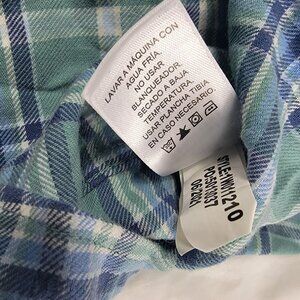 LAVAR A MÁQUINA CON
AGUA FRÍA.
NO USAR
BLANQUEADOR.
SECADO A BAJA
TEMPERATURA
USAR PLANCHA TIBIA
EN CASO NECESARIO.